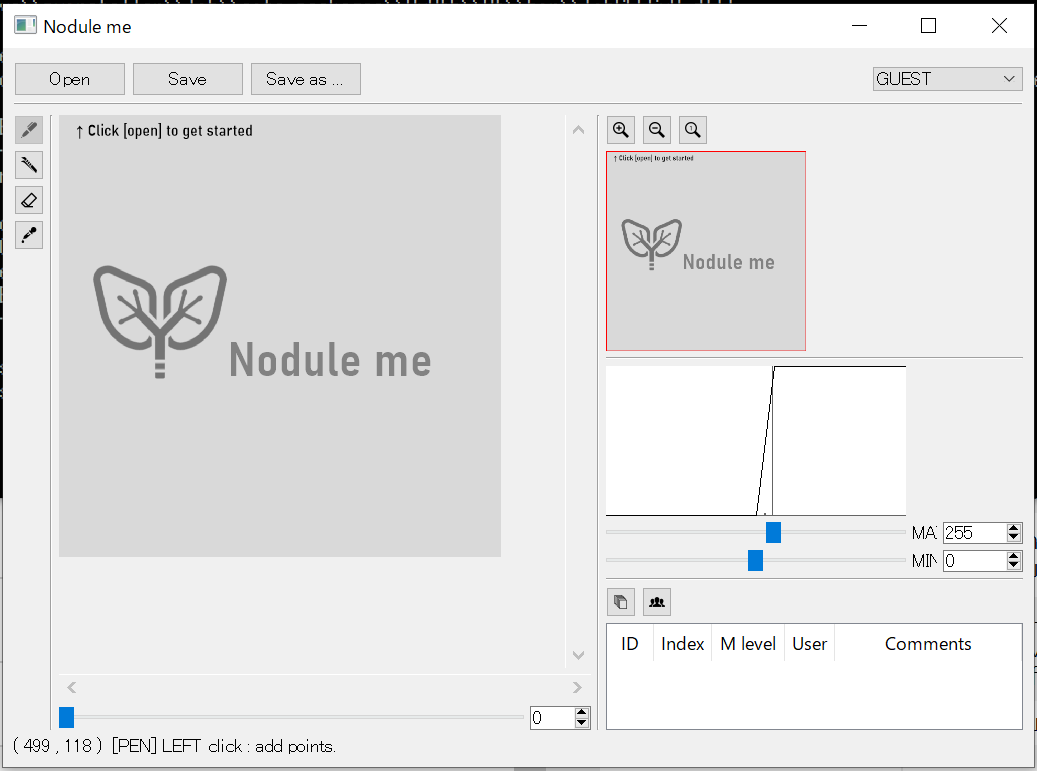 Nodule me
Open Save Save as ... GUEST
↑ Click [open] to get started
Nodule me
↑ Click [open] to get started
Nodule me
MA 255
MIN 0
ID Index M level User Comments
0
( 499 , 118 ) [PEN] LEFT click : add points.